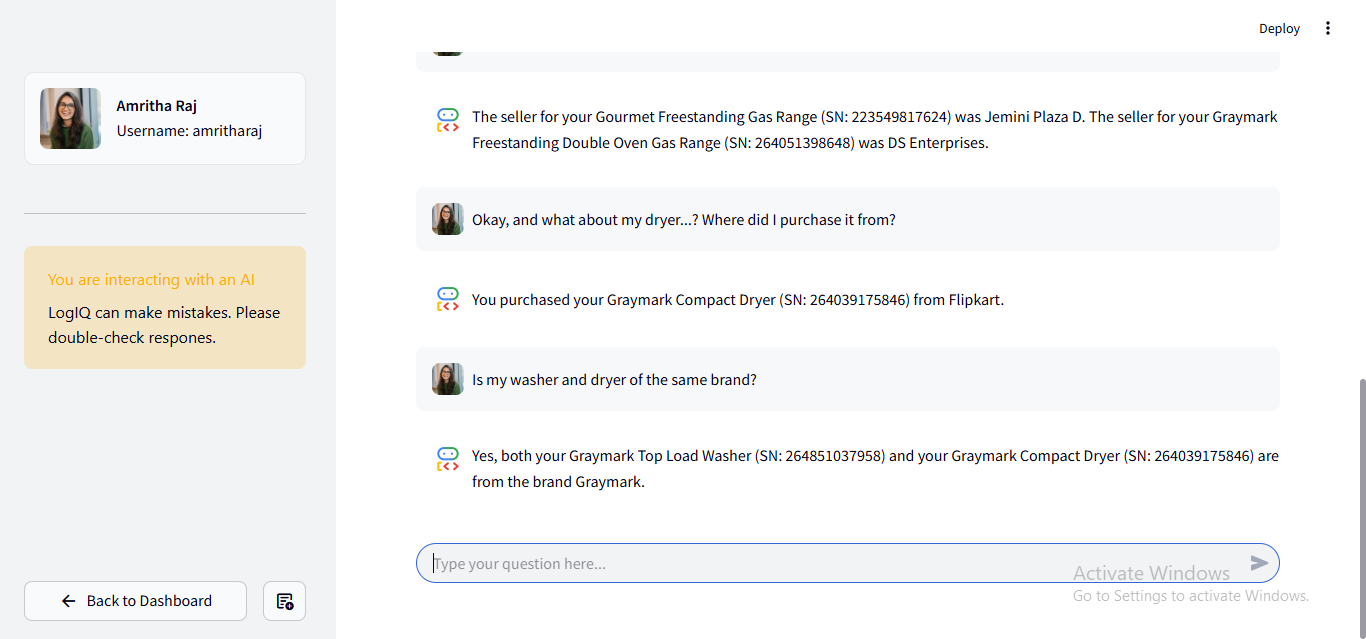 Deploy
Amritha Raj
Username: amritharaj
You are interacting with an AI
LogIQ can make mistakes. Please
double-check respones.
Back to Dashboard
The seller for your Gourmet Freestanding Gas Range (SN: 223549817624) was Jemini Plaza D. The seller for your Graymark
Freestanding Double Oven Gas Range (SN: 264051398648) was DS Enterprises.
Okay, and what about my dryer...? Where did I purchase it from?
You purchased your Graymark Compact Dryer (SN: 264039175846) from Flipkart.
Is my washer and dryer of the same brand?
Yes, both your Graymark Top Load Washer (SN: 264851037958) and your Graymark Compact Dryer (SN: 264039175846) are
from the brand Graymark.
Type your question here...
Activate Windows
Go to Settings to activate Windows.